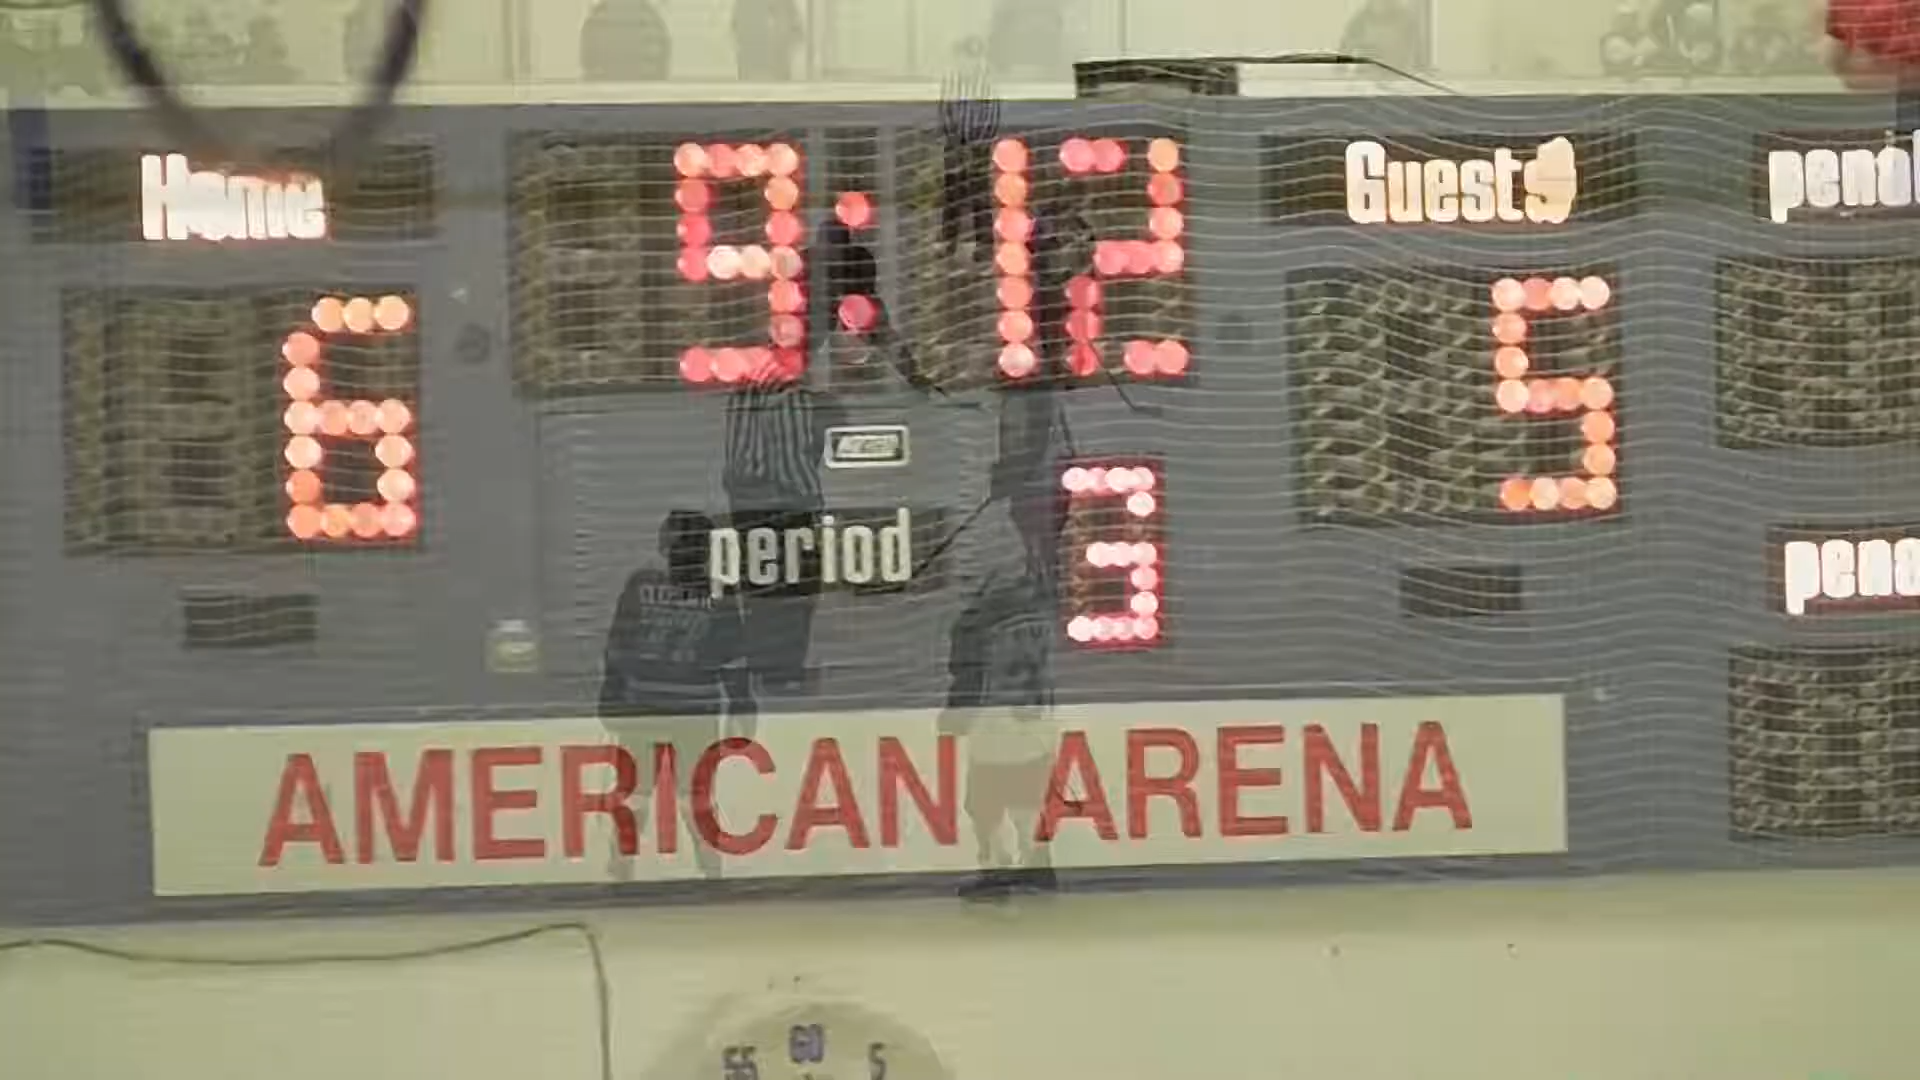 Home
9:12
Guests
6
5
period 3
AMERICAN ARENA
55 60 5